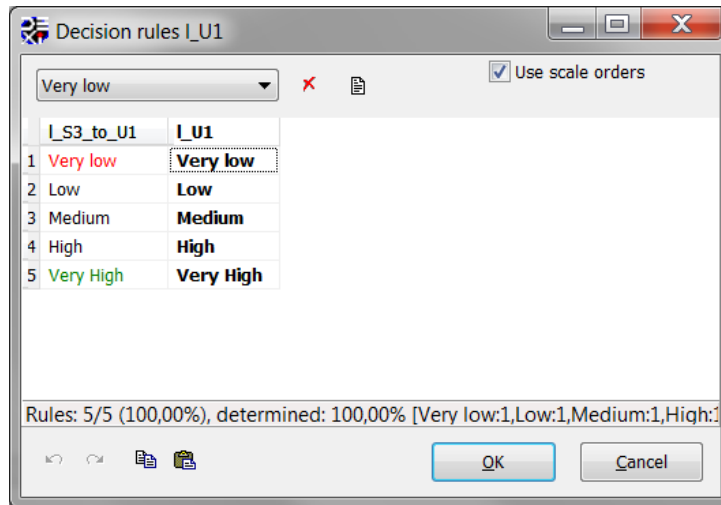 Decision rules I_U1
Very low
Use scale orders
I_S3_to_U1 I_U1
1 Very low Very low
2 Low Low
3 Medium Medium
4 High High
5 Very High Very High
Rules: 5/5 (100,00%), determined: 100,00% [Very low:1,Low:1,Medium:1,High:1
OK Cancel